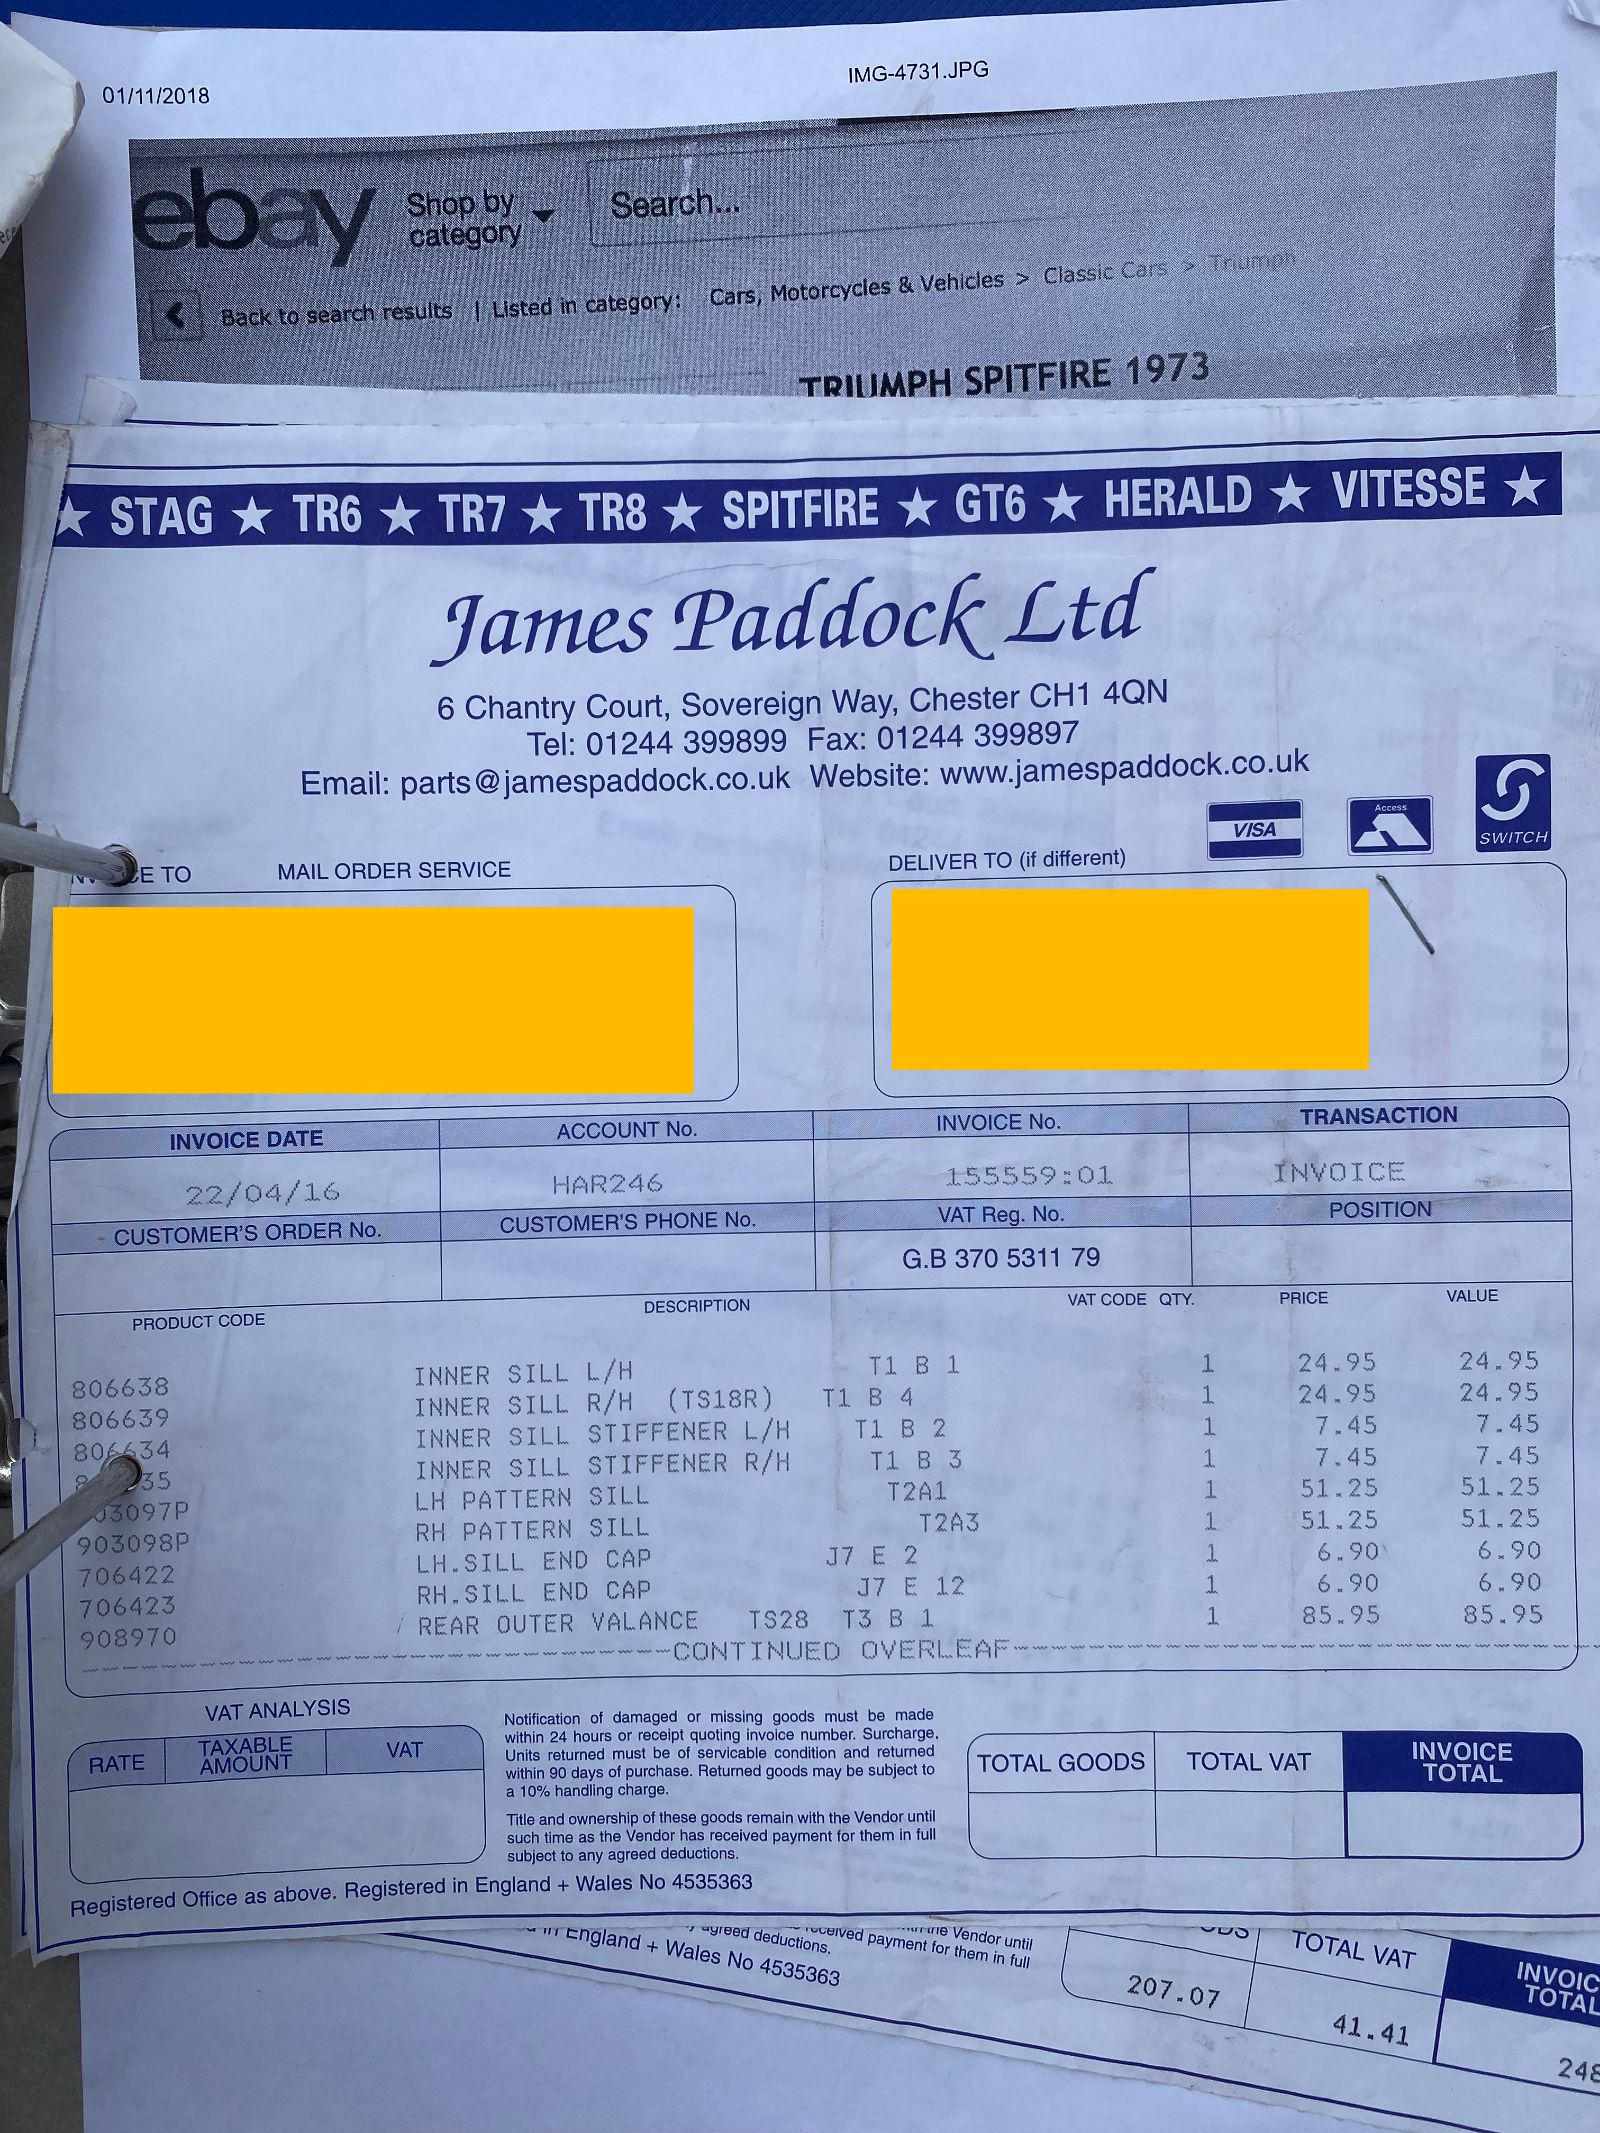 01/11/2018
IMG-4731.JPG
ebay
Shop by
category
Search...
Back to search results | Listed in category: Cars, Motorcycles & Vehicles > Classic Cars > Triumph
TRIUMPH SPITFIRE 1973
★ STAG ★ TR6 ★ TR7 ★ TR8 ★ SPITFIRE ★ GT6 ★ HERALD ★ VITESSE ★
James Paddock Ltd
6 Chantry Court, Sovereign Way, Chester CH1 4QN
Tel: 01244 399899 Fax: 01244 399897
Email: parts@jamespaddock.co.uk Website: www.jamespaddock.co.uk
VISA
Access
SWITCH
TO MAIL ORDER SERVICE
DELIVER TO (if different)
INVOICE DATE ACCOUNT No. INVOICE No. TRANSACTION
22/04/16 HAR246 155559:01 INVOICE
CUSTOMER'S ORDER No. CUSTOMER'S PHONE No. VAT Reg. No. POSITION
G.B 370 5311 79
PRODUCT CODE DESCRIPTION VAT CODE QTY. PRICE VALUE
806638 INNER SILL L/H T1 B 1 1 24.95 24.95
806639 INNER SILL R/H (TS18R) T1 B 4 1 24.95 24.95
806634 INNER SILL STIFFENER L/H T1 B 2 1 7.45 7.45
35 INNER SILL STIFFENER R/H T1 B 3 1 7.45 7.45
03097P LH PATTERN SILL T2A1 1 51.25 51.25
903098P RH PATTERN SILL T2A3 1 51.25 51.25
706422 LH.SILL END CAP J7 E 2 1 6.90 6.90
706423 RH.SILL END CAP J7 E 12 1 6.90 6.90
908970 REAR OUTER VALANCE TS28 T3 B 1 1 85.95 85.95
CONTINUED OVERLEAF
VAT ANALYSIS
RATE TAXABLE AMOUNT VAT
Notification of damaged or missing goods must be made
within 24 hours or receipt quoting invoice number. Surcharge.
Units returned must be of servicable condition and returned
within 90 days of purchase. Returned goods may be subject to
a 10% handling charge.
Title and ownership of these goods remain with the Vendor until
such time as the Vendor has received payment for them in full
subject to any agreed deductions.
TOTAL GOODS TOTAL VAT INVOICE TOTAL
Registered Office as above. Registered in England + Wales No 4535363
the Vendor until
received payment for them in full
agreed deductions.
in England + Wales No 4535363
TOTAL VAT
TOTAL
207.07
41.41
248